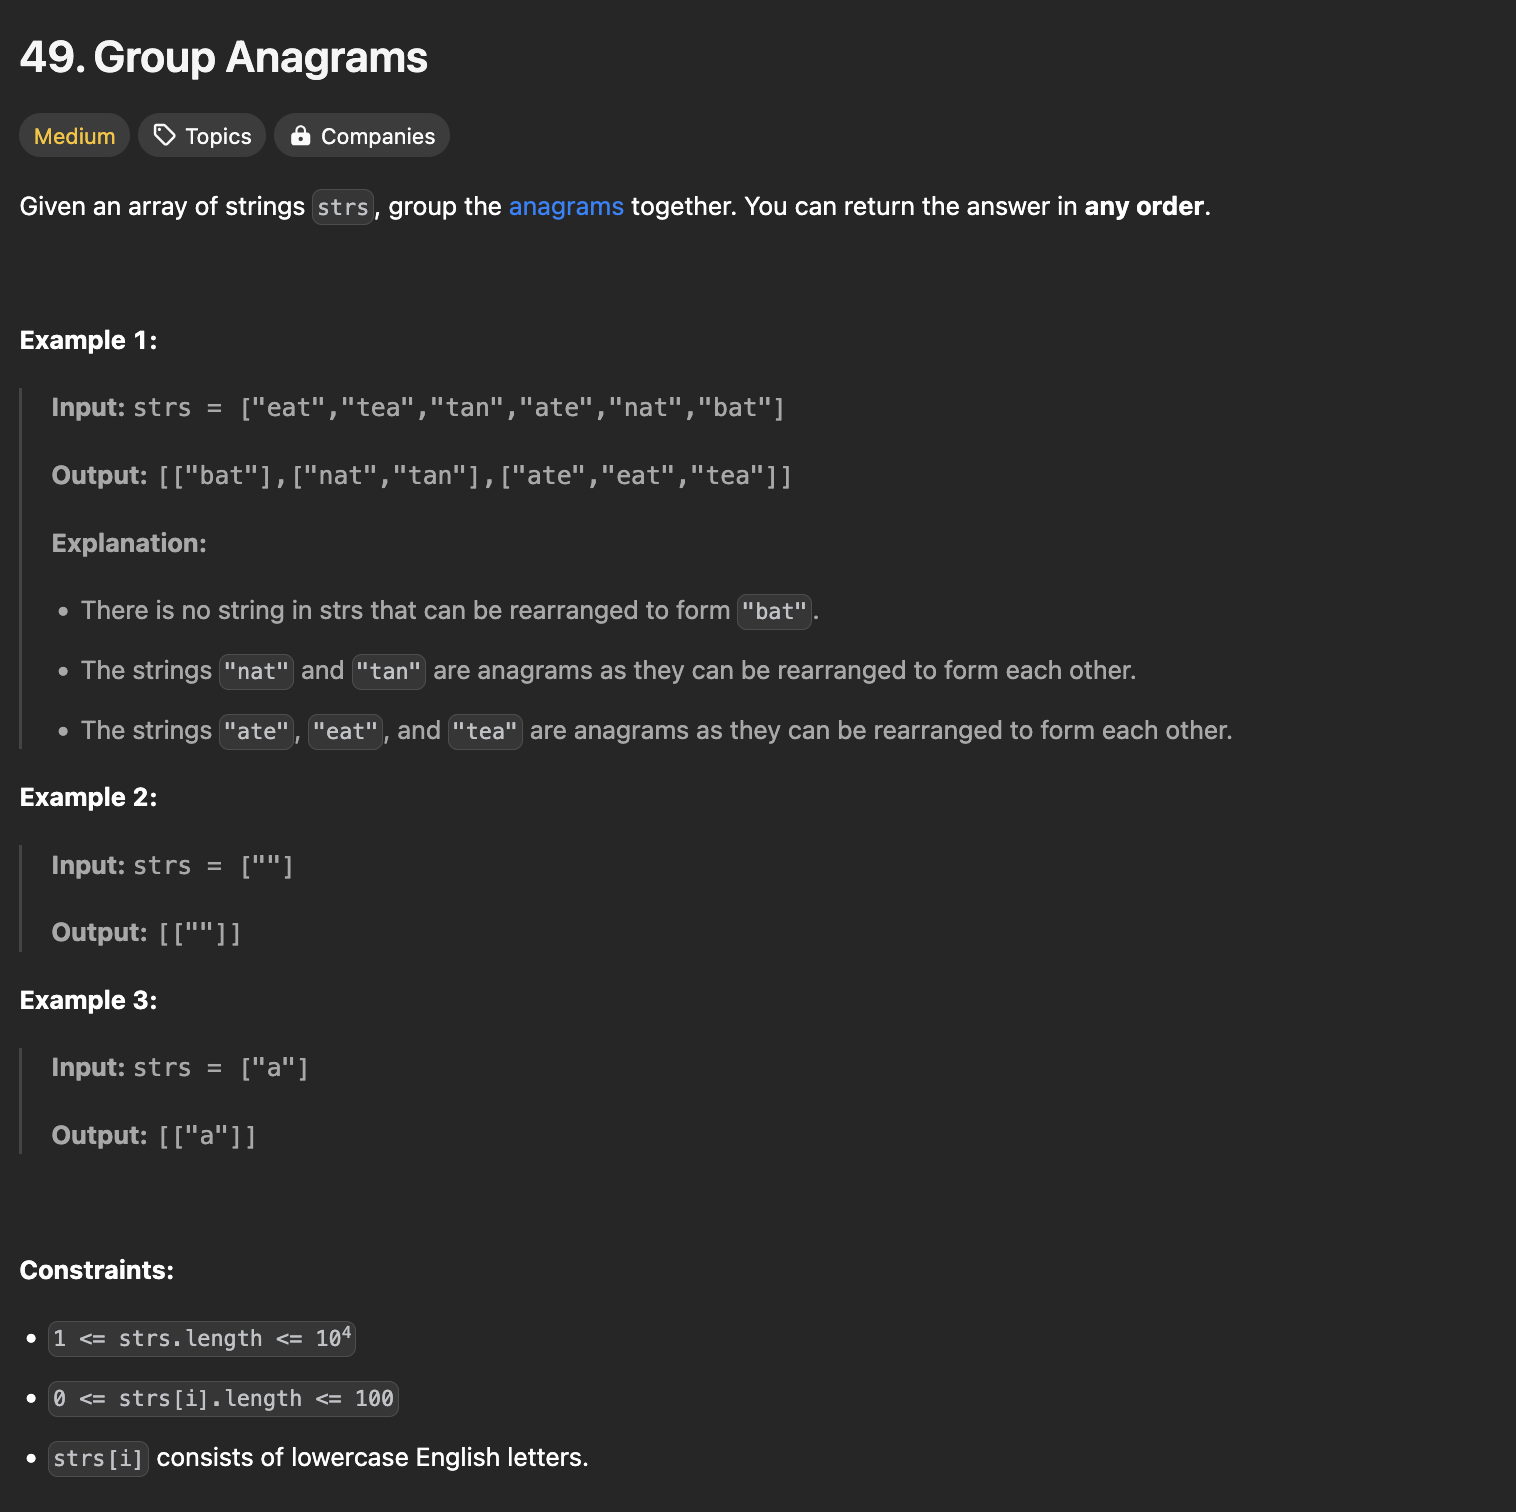 49. Group Anagrams
Medium Topics Companies
Given an array of strings strs, group the anagrams together. You can return the answer in any order.
Example 1:
Input: strs = ["eat","tea","tan","ate","nat","bat"]
Output: [["bat"],["nat","tan"],["ate","eat","tea"]]
Explanation:
• There is no string in strs that can be rearranged to form "bat".
• The strings "nat" and "tan" are anagrams as they can be rearranged to form each other.
• The strings "ate", "eat", and "tea" are anagrams as they can be rearranged to form each other.
Example 2:
Input: strs = [""]
Output: [[""]]
Example 3:
Input: strs = ["a"]
Output: [["a"]]
Constraints:
• 1 <= strs.length <= 10⁴
• 0 <= strs[i].length <= 100
• strs[i] consists of lowercase English letters.